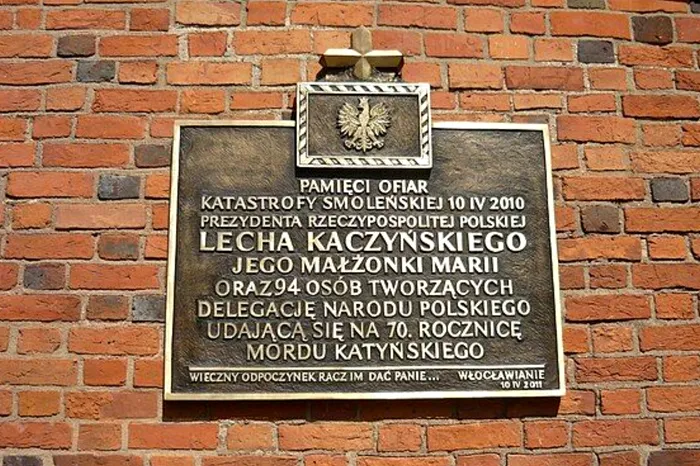 PAMIĘCI OFIAR
KATASTROFY SMOLEŃSKIEJ 10 IV 2010
PREZYDENTA RZECZYPOSPOLITEJ POLSKIEJ
LECHA KACZYŃSKIEGO
JEGO MAŁŻONKI MARII
ORAZ 94 OSÓB TWORZĄCYCH
DELEGACJĘ NARODU POLSKIEGO
UDAJĄCĄ SIĘ NA 70. ROCZNICĘ
MORDU KATYŃSKIEGO
WIECZNY ODPOCZYNEK RACZ IM DAĆ PANIE... WŁOCŁAWIANIE
10 IV 2011